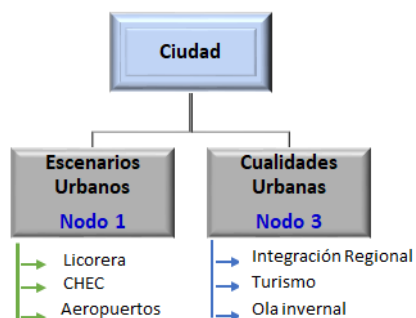 Ciudad
Escenarios
Urbanos
Nodo 1
Cualidades
Urbanas
Nodo 3
Licorera
CHEC
Aeropuertos
Integración Regional
Turismo
Ola invernal